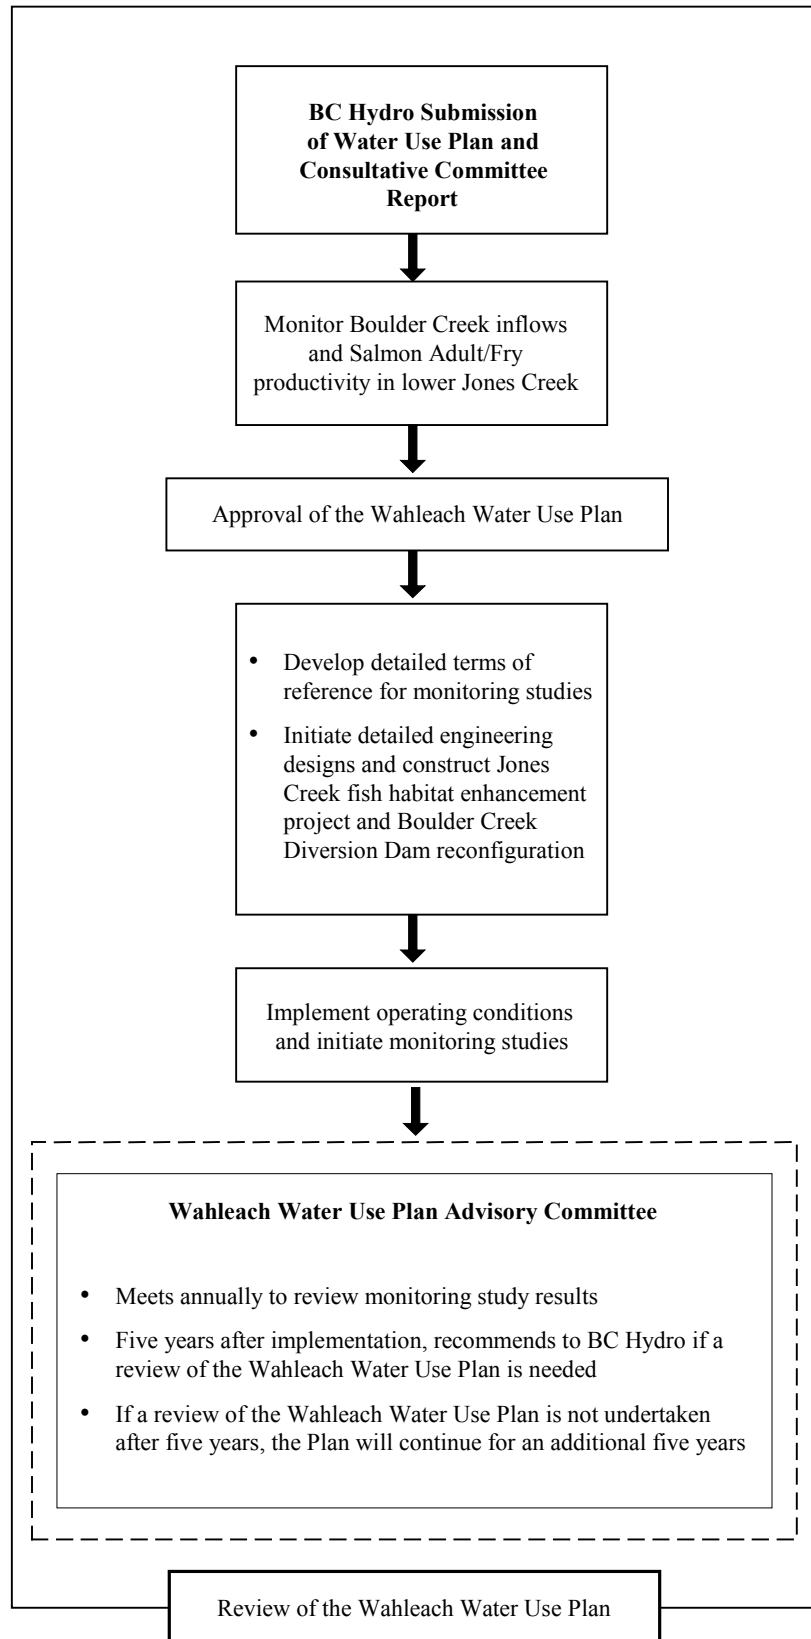 BC Hydro Submission
of Water Use Plan and
Consultative Committee
Report
Monitor Boulder Creek inflows
and Salmon Adult/Fry
productivity in lower Jones Creek
Approval of the Wahleach Water Use Plan
• Develop detailed terms of
reference for monitoring studies
• Initiate detailed engineering
designs and construct Jones
Creek fish habitat enhancement
project and Boulder Creek
Diversion Dam reconfiguration
Implement operating conditions
and initiate monitoring studies
Wahleach Water Use Plan Advisory Committee
• Meets annually to review monitoring study results
• Five years after implementation, recommends to BC Hydro if a
review of the Wahleach Water Use Plan is needed
• If a review of the Wahleach Water Use Plan is not undertaken
after five years, the Plan will continue for an additional five years
Review of the Wahleach Water Use Plan